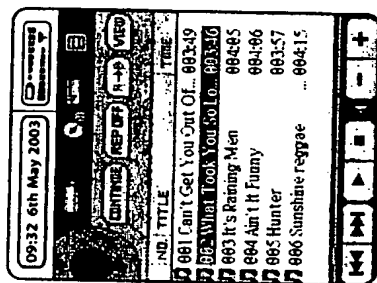 09:32 6th May 2003
CONTINUE REP OFF A→B VIEW
NO. TITLE TIME
001 Can't Get You Out Of... 003:49
002 What Took You So Lo... 003:46
003 It's Raining Men 004:05
004 Ain't It Funny 004:06
005 Hunter 003:57
006 Sunshine reggae ... 004:15